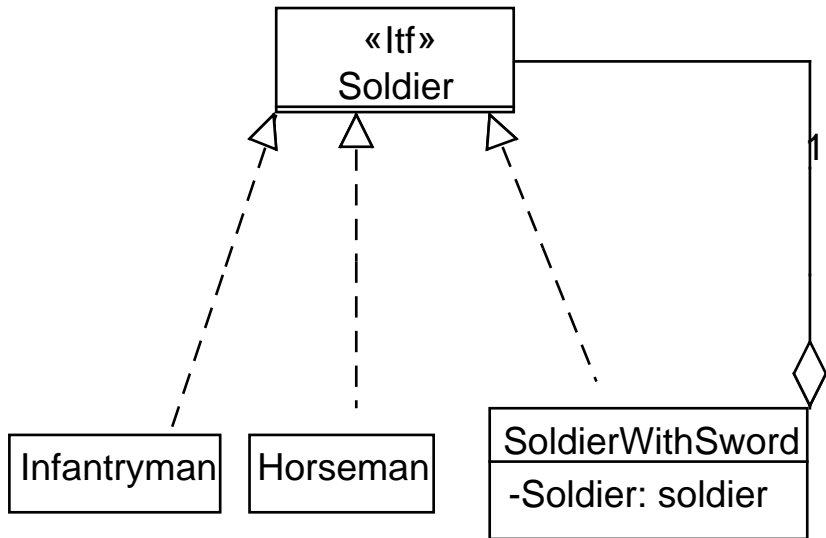 «Itf»
Soldier
1
Infantryman
Horseman
SoldierWithSword
-Soldier: soldier